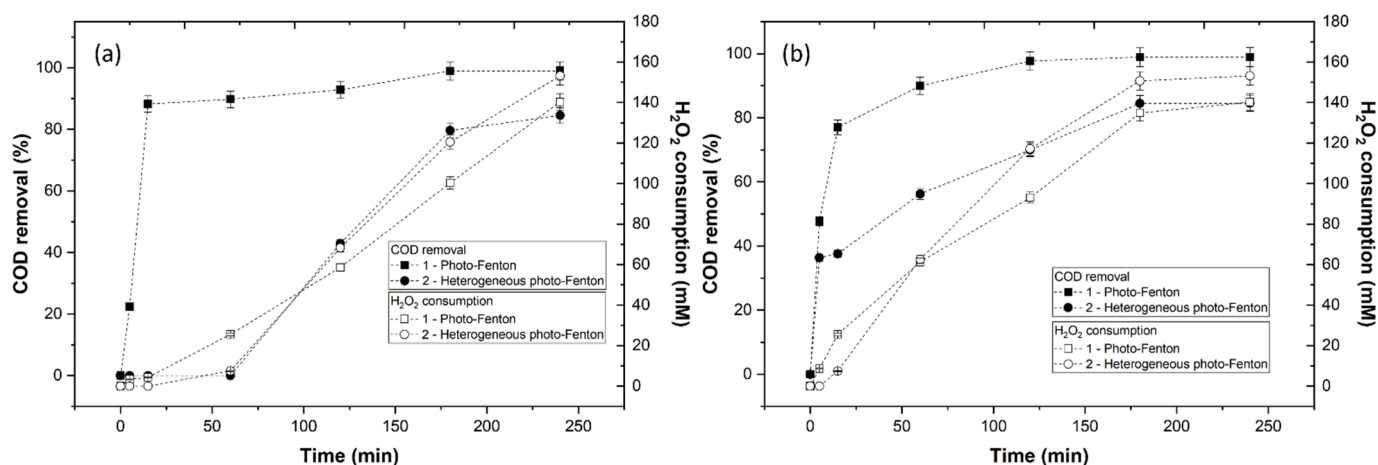 (a)
COD removal (%)
100
80
60
40
20
0
180
160
140
120
100
80
60
40
20
0
H₂O₂ consumption (mM)
COD removal
1 - Photo-Fenton
2 - Heterogeneous photo-Fenton
H₂O₂ consumption
1 - Photo-Fenton
2 - Heterogeneous photo-Fenton
0 50 100 150 200 250
Time (min)
(b)
COD removal (%)
100
80
60
40
20
0
180
160
140
120
100
80
60
40
20
0
H₂O₂ consumption (mM)
COD removal
1 - Photo-Fenton
2 - Heterogeneous photo-Fenton
H₂O₂ consumption
1 - Photo-Fenton
2 - Heterogeneous photo-Fenton
0 50 100 150 200 250
Time (min)